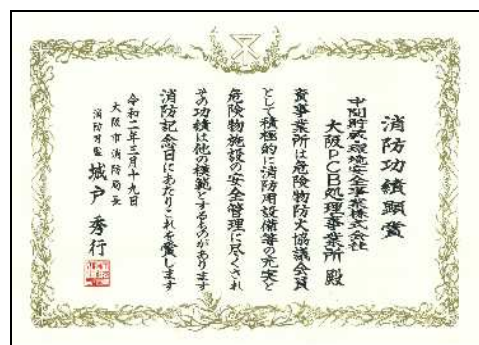 消防功績顕賞
中間貯蔵・環境安全事業株式会社
大阪PCB処理事業所 殿
貴事業所は危険物防火協議会員
として積極的に消防用設備等の充実と
危険物施設の安全管理に尽くされ
その功績は他の模範とするものがあります
消防記念日にあたりこれを賞します
令和二年三月十九日
大阪市消防局長
消防司監 城戸秀行